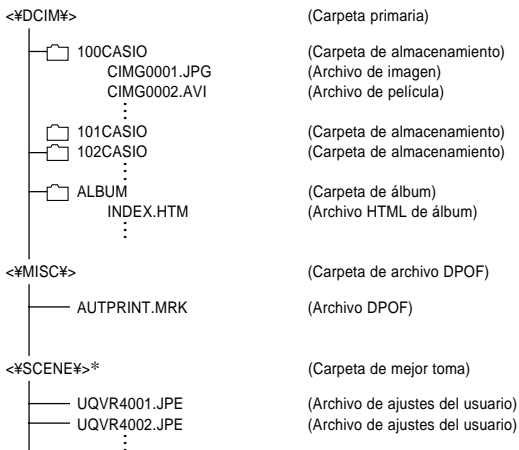 <¥DCIM¥> (Carpeta primaria)
100CASIO (Carpeta de almacenamiento)
CIMG0001.JPG (Archivo de imagen)
CIMG0002.AVI (Archivo de película)
101CASIO (Carpeta de almacenamiento)
102CASIO (Carpeta de almacenamiento)
ALBUM (Carpeta de álbum)
INDEX.HTM (Archivo HTML de álbum)
<¥MISC¥> (Carpeta de archivo DPOF)
AUTPRINT.MRK (Archivo DPOF)
<¥SCENE¥>* (Carpeta de mejor toma)
UQVR4001.JPE (Archivo de ajustes del usuario)
UQVR4002.JPE (Archivo de ajustes del usuario)